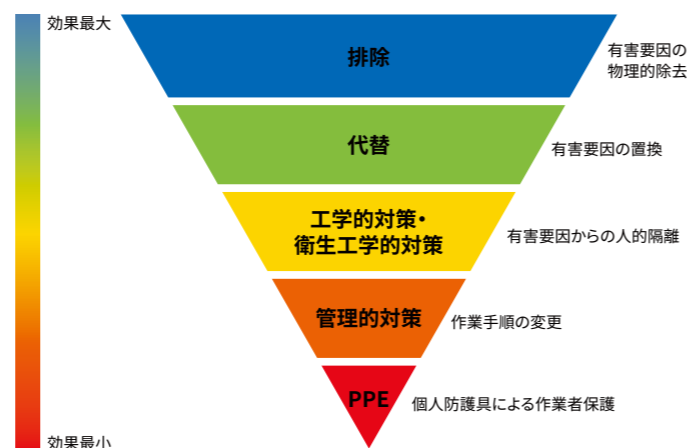 効果最大
排除
有害要因の
物理的除去
代替
有害要因の置換
工学的対策・
衛生工学的対策
有害要因からの人的隔離
管理的対策
作業手順の変更
PPE
個人防護具による作業者保護
効果最小